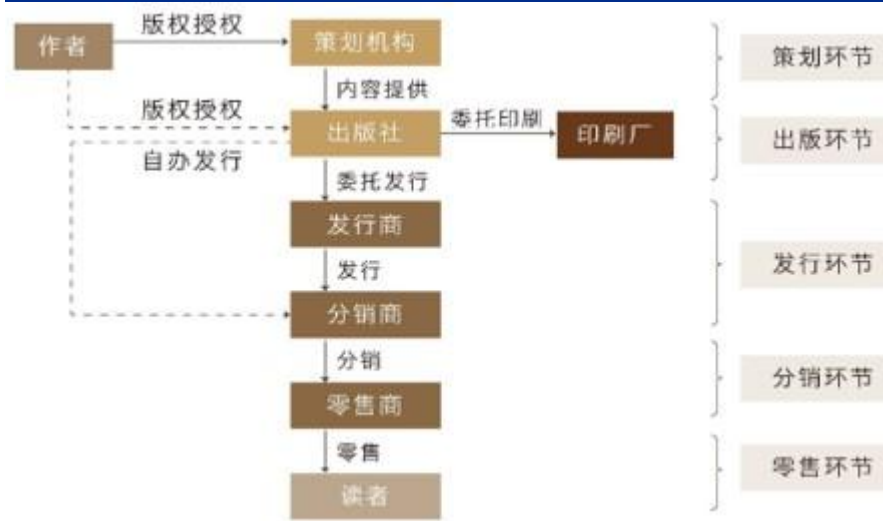 版权授权
作者
策划机构
策划环节
内容提供
版权授权
委托印刷
出版社
印刷厂
出版环节
自办发行
委托发行
发行商
发行环节
发行
分销商
分销
分销环节
零售商
零售
零售环节
读者